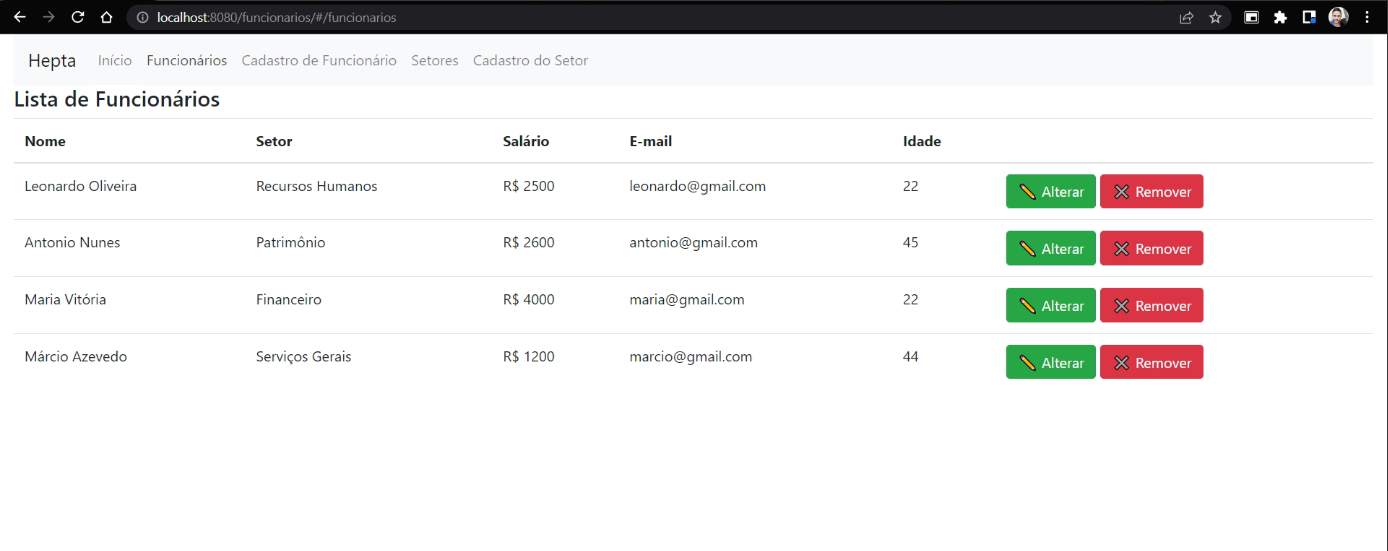 localhost:8080/funcionarios/#/funcionarios
Hepta Início Funcionários Cadastro de Funcionário Setores Cadastro do Setor
Lista de Funcionários
Nome Setor Salário E-mail Idade
Leonardo Oliveira Recursos Humanos R$ 2500 leonardo@gmail.com 22 Alterar Remover
Antonio Nunes Patrimônio R$ 2600 antonio@gmail.com 45 Alterar Remover
Maria Vitória Financeiro R$ 4000 maria@gmail.com 22 Alterar Remover
Márcio Azevedo Serviços Gerais R$ 1200 marcio@gmail.com 44 Alterar Remover